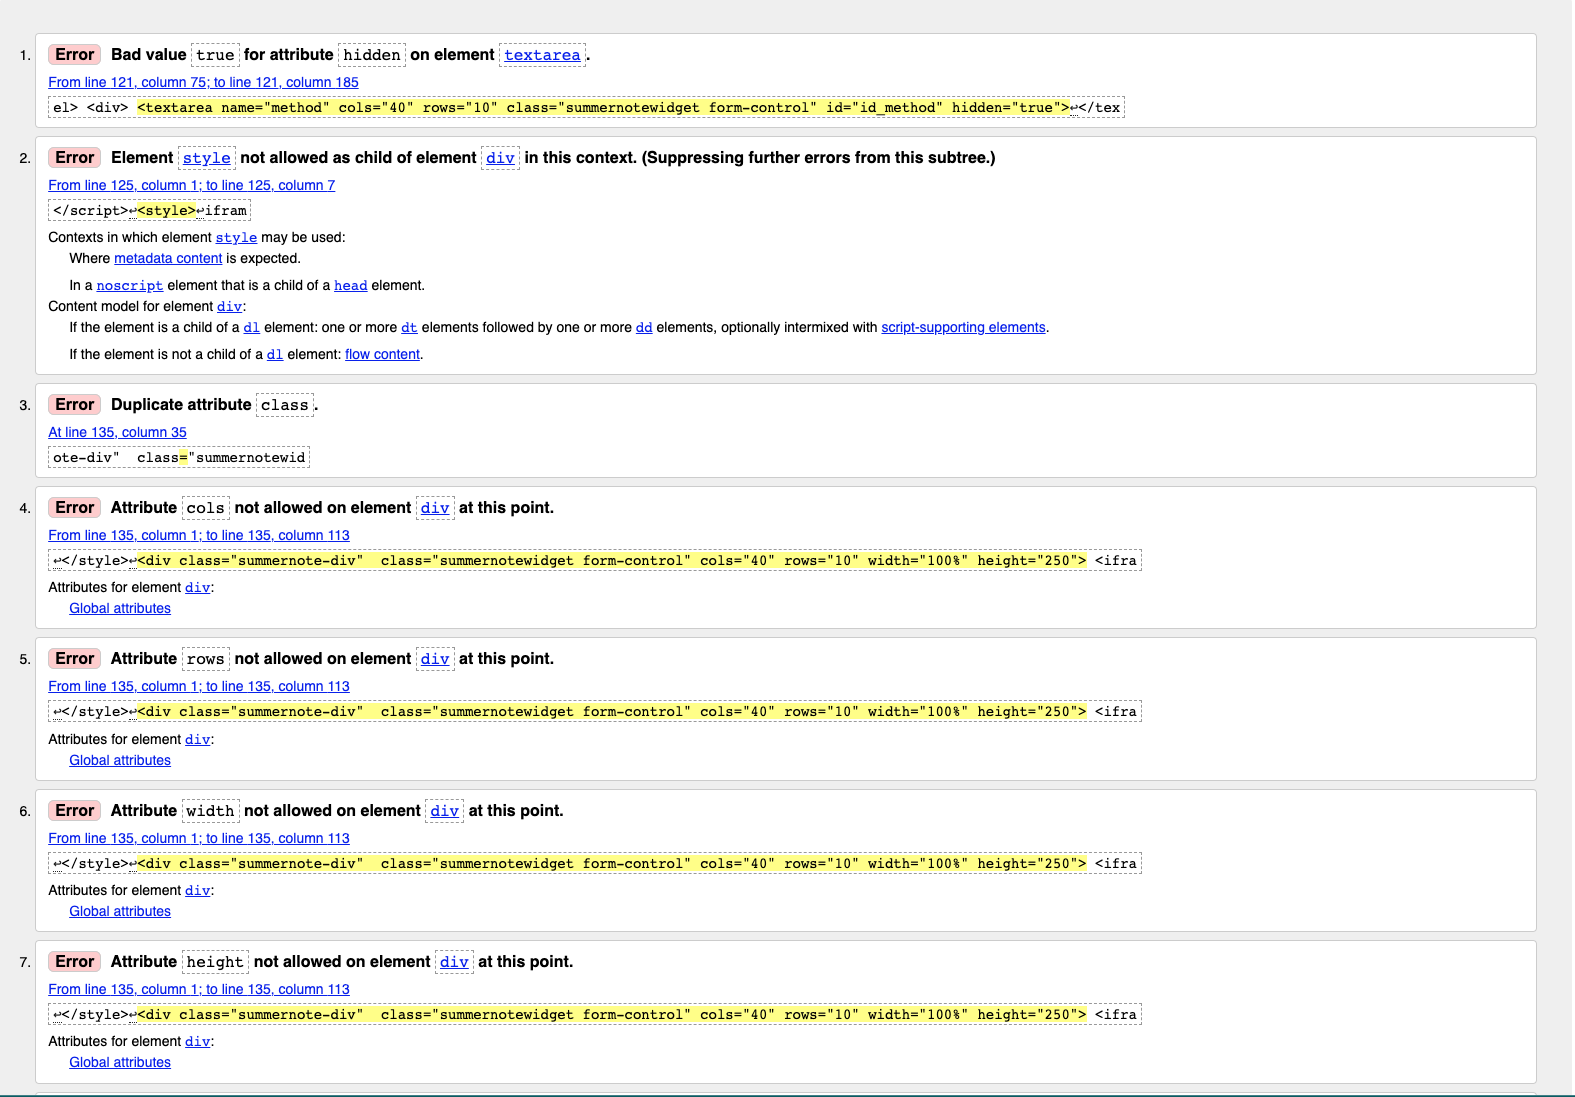 1. Error Bad value true for attribute hidden on element textarea.
From line 121, column 75; to line 121, column 185
el> <div> <textarea name="method" cols="40" rows="10" class="summernotewidget form-control" id="id_method" hidden="true">↩</tex
2. Error Element style not allowed as child of element div in this context. (Suppressing further errors from this subtree.)
From line 125, column 1; to line 125, column 7
</script>↩<style>↩ifram
Contexts in which element style may be used:
Where metadata content is expected.
In a noscript element that is a child of a head element.
Content model for element div:
If the element is a child of a dl element: one or more dt elements followed by one or more dd elements, optionally intermixed with script-supporting elements.
If the element is not a child of a dl element: flow content.
3. Error Duplicate attribute class.
At line 135, column 35
ote-div"  class="summernotewid
4. Error Attribute cols not allowed on element div at this point.
From line 135, column 1; to line 135, column 113
↩</style>↩<div class="summernote-div"  class="summernotewidget form-control" cols="40" rows="10" width="100%" height="250"> <ifra
Attributes for element div:
Global attributes
5. Error Attribute rows not allowed on element div at this point.
From line 135, column 1; to line 135, column 113
↩</style>↩<div class="summernote-div"  class="summernotewidget form-control" cols="40" rows="10" width="100%" height="250"> <ifra
Attributes for element div:
Global attributes
6. Error Attribute width not allowed on element div at this point.
From line 135, column 1; to line 135, column 113
↩</style>↩<div class="summernote-div"  class="summernotewidget form-control" cols="40" rows="10" width="100%" height="250"> <ifra
Attributes for element div:
Global attributes
7. Error Attribute height not allowed on element div at this point.
From line 135, column 1; to line 135, column 113
↩</style>↩<div class="summernote-div"  class="summernotewidget form-control" cols="40" rows="10" width="100%" height="250"> <ifra
Attributes for element div:
Global attributes